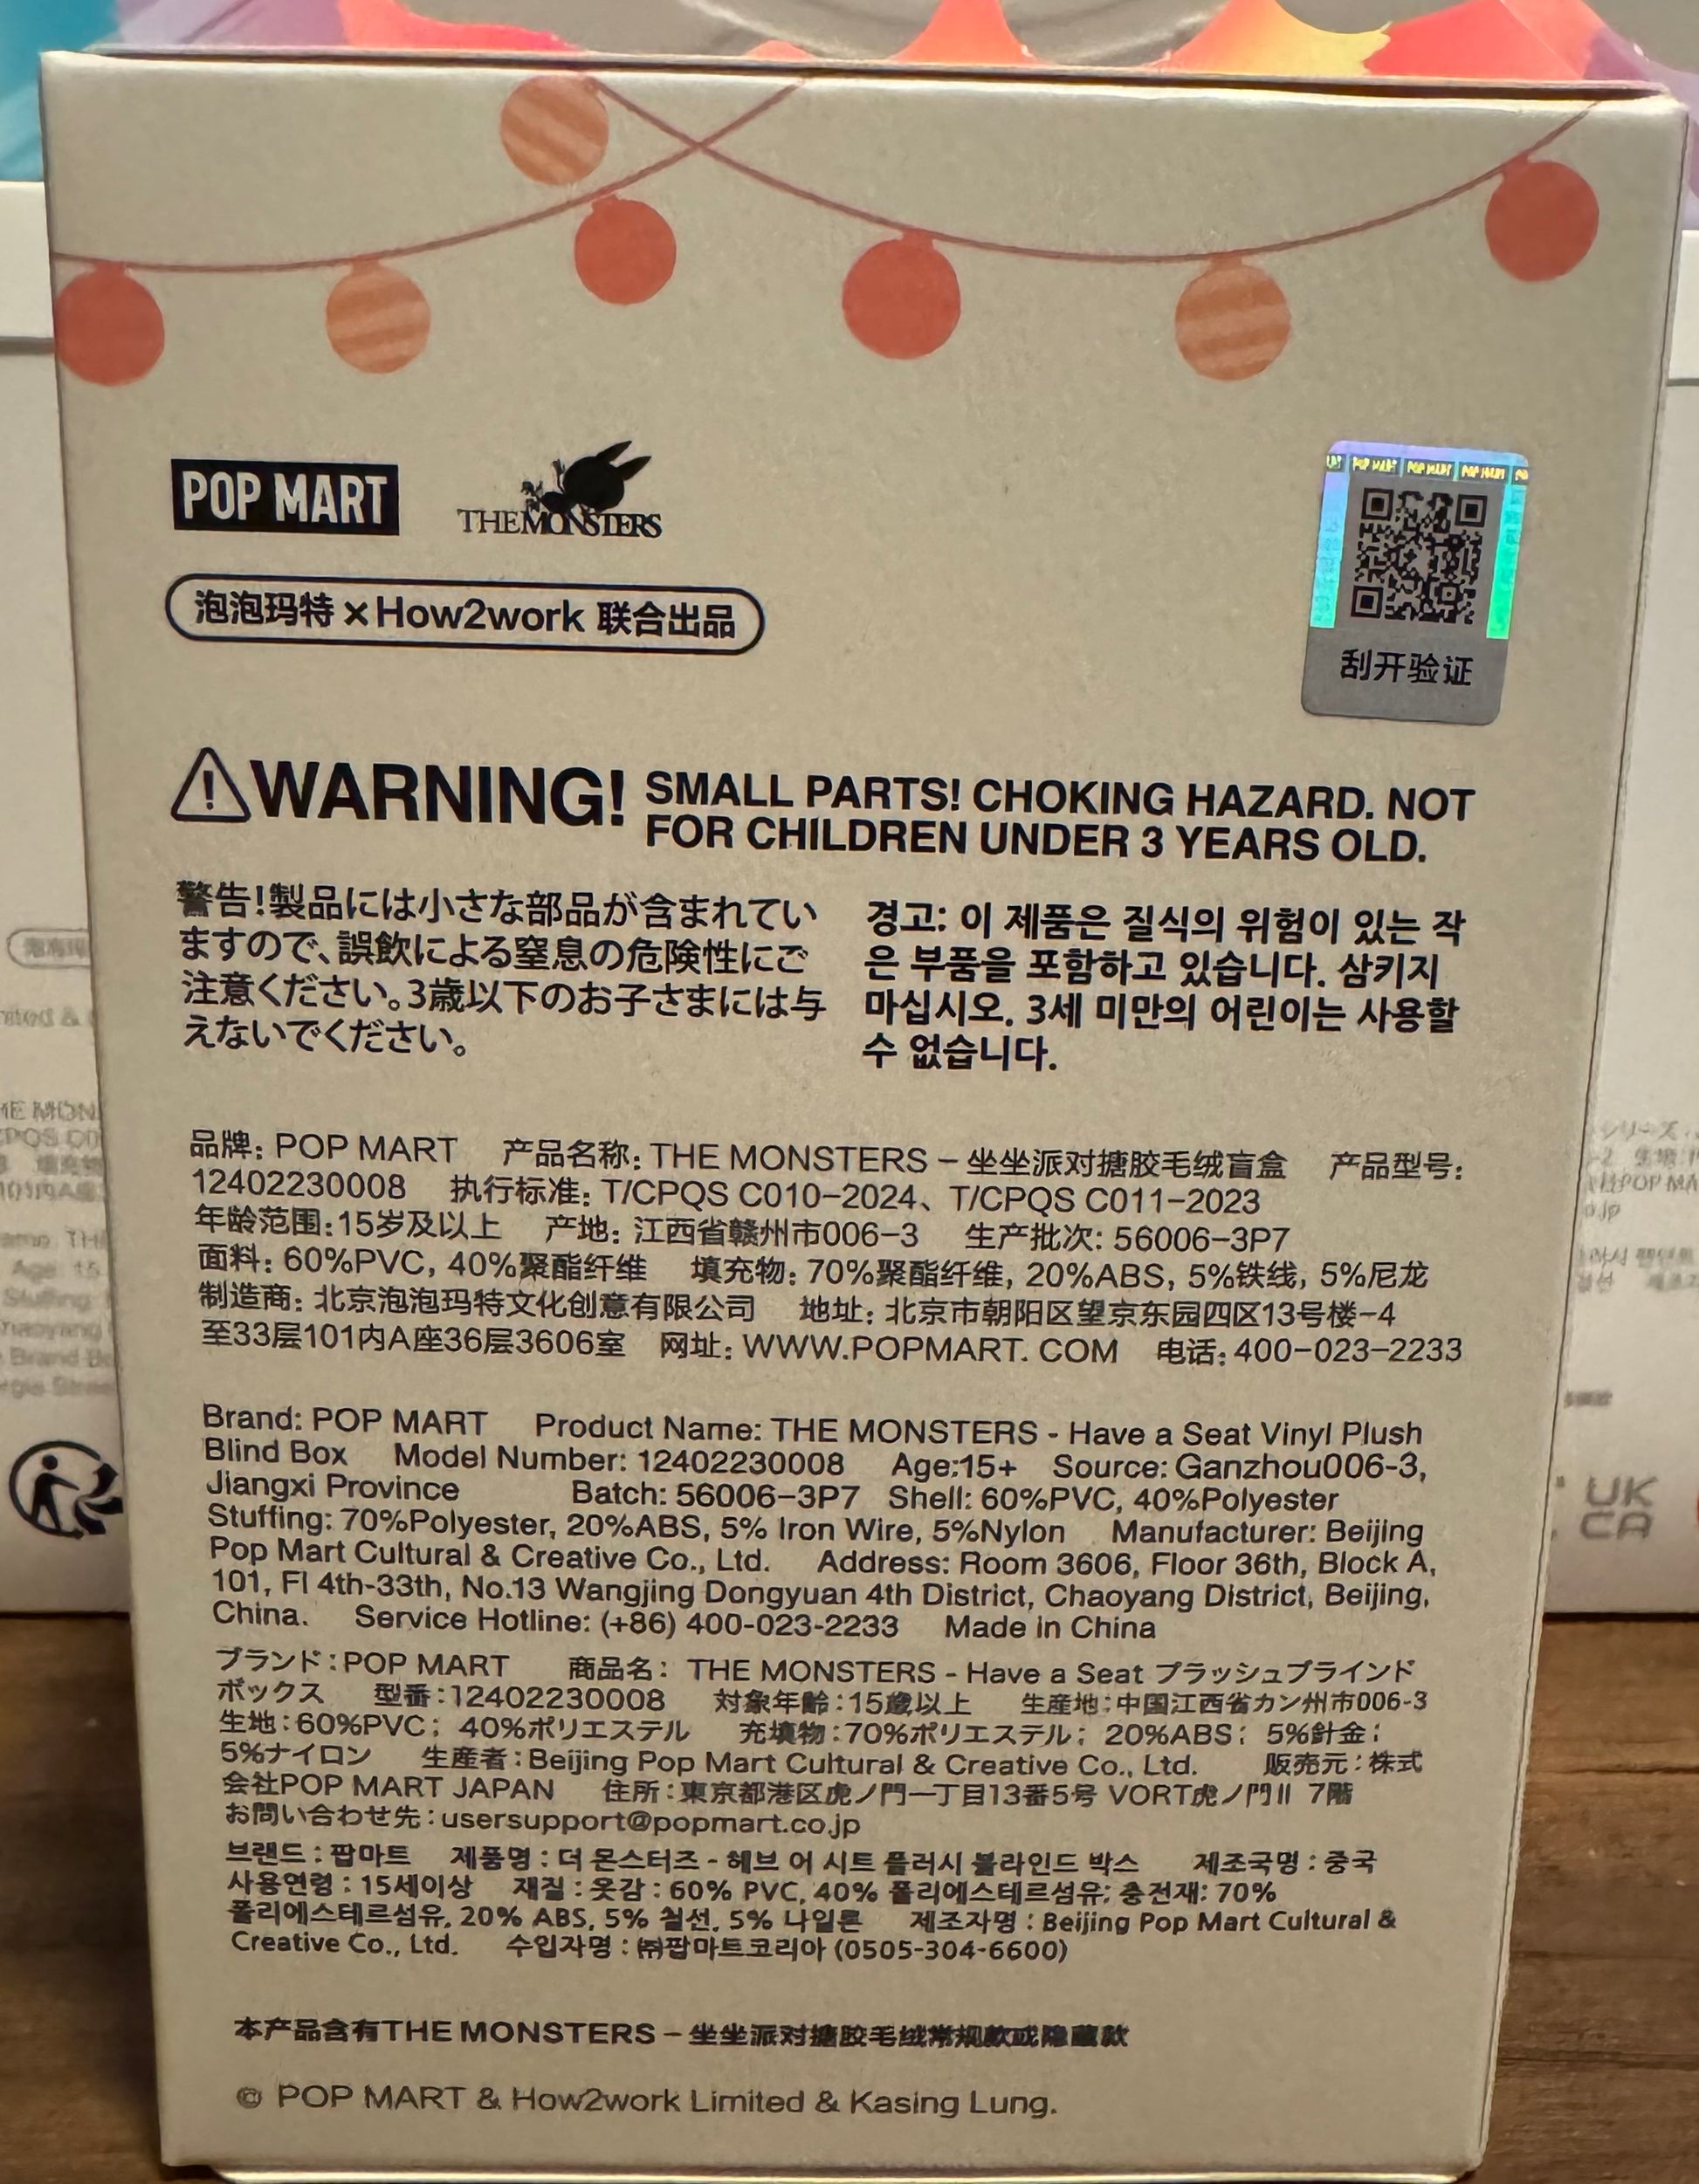 POP MART
THE MONSTERS
泡泡玛特 × How2work 联合出品
POP MART POP MART POP MART
刮开验证
WARNING! SMALL PARTS! CHOKING HAZARD. NOT
FOR CHILDREN UNDER 3 YEARS OLD.
警告!製品には小さな部品が含まれてい
ますので、誤飲による窒息の危険性にご
注意ください。3歳以下のお子さまには与
えないでください。
경고: 이 제품은 질식의 위험이 있는 작
은 부품을 포함하고 있습니다. 삼키지
마십시오. 3세 미만의 어린이는 사용할
수 없습니다.
品牌: POP MART 产品名称: THE MONSTERS – 坐坐派对搪胶毛绒盲盒 产品型号:
12402230008 执行标准: T/CPQS C010–2024、T/CPQS C011–2023
年龄范围:15岁及以上 产地: 江西省赣州市006–3 生产批次: 56006–3P7
面料: 60%PVC, 40%聚酯纤维 填充物: 70%聚酯纤维, 20%ABS, 5%铁线, 5%尼龙
制造商: 北京泡泡玛特文化创意有限公司 地址: 北京市朝阳区望京东园四区13号楼–4
至33层101内A座36层3606室 网址: WWW.POPMART. COM 电话: 400–023–2233
Brand: POP MART Product Name: THE MONSTERS - Have a Seat Vinyl Plush
Blind Box Model Number: 12402230008 Age:15+ Source: Ganzhou006-3,
Jiangxi Province Batch: 56006–3P7 Shell: 60%PVC, 40%Polyester
Stuffing: 70%Polyester, 20%ABS, 5% Iron Wire, 5%Nylon Manufacturer: Beijing
Pop Mart Cultural & Creative Co., Ltd. Address: Room 3606, Floor 36th, Block A,
101, Fl 4th-33th, No.13 Wangjing Dongyuan 4th District, Chaoyang District, Beijing,
China. Service Hotline: (+86) 400-023-2233 Made in China
ブランド:POP MART 商品名: THE MONSTERS - Have a Seat プラッシュブラインド
ボックス 型番:12402230008 対象年齢:15歳以上 生産地:中国江西省カン州市006-3
生地:60%PVC; 40%ポリエステル 充填物:70%ポリエステル; 20%ABS; 5%針金;
5%ナイロン 生産者:Beijing Pop Mart Cultural & Creative Co., Ltd. 販売元:株式
会社POP MART JAPAN 住所:東京都港区虎ノ門一丁目13番5号 VORT虎ノ門II 7階
お問い合わせ先:usersupport@popmart.co.jp
브랜드 : 팝마트 제품명 : 더 몬스터즈 - 헤브 어 시트 플러시 블라인드 박스 제조국명 : 중국
사용연령 : 15세이상 재질 : 옷감 : 60% PVC, 40% 폴리에스테르섬유; 충전재: 70%
폴리에스테르섬유, 20% ABS, 5% 철선, 5% 나일론 제조자명 : Beijing Pop Mart Cultural &
Creative Co., Ltd. 수입자명 : ㈜팝마트코리아 (0505-304-6600)
本产品含有THE MONSTERS – 坐坐派对搪胶毛绒常规款或隐藏款
© POP MART & How2work Limited & Kasing Lung.
UK
CA